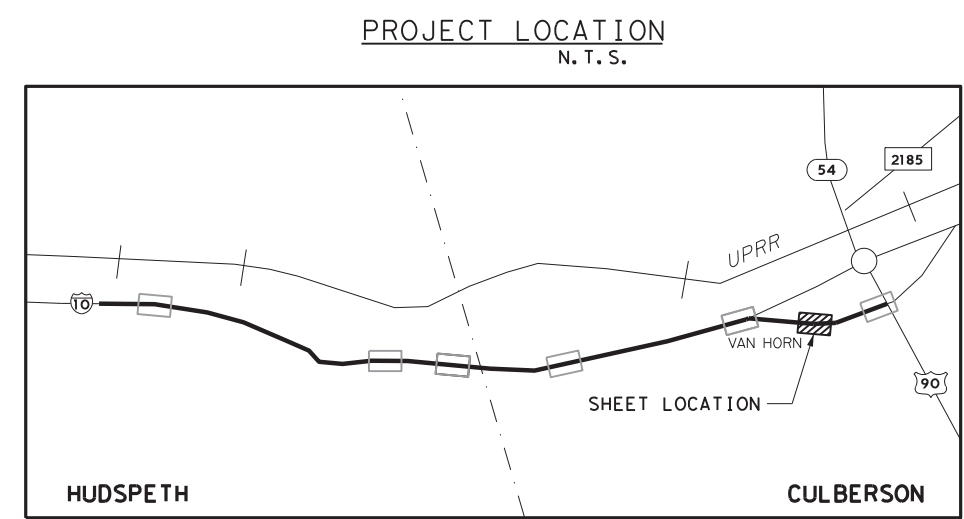 PROJECT LOCATION
N.T.S.
54
2185
UPRR
10
VAN HORN
90
SHEET LOCATION
HUDSPETH
CULBERSON